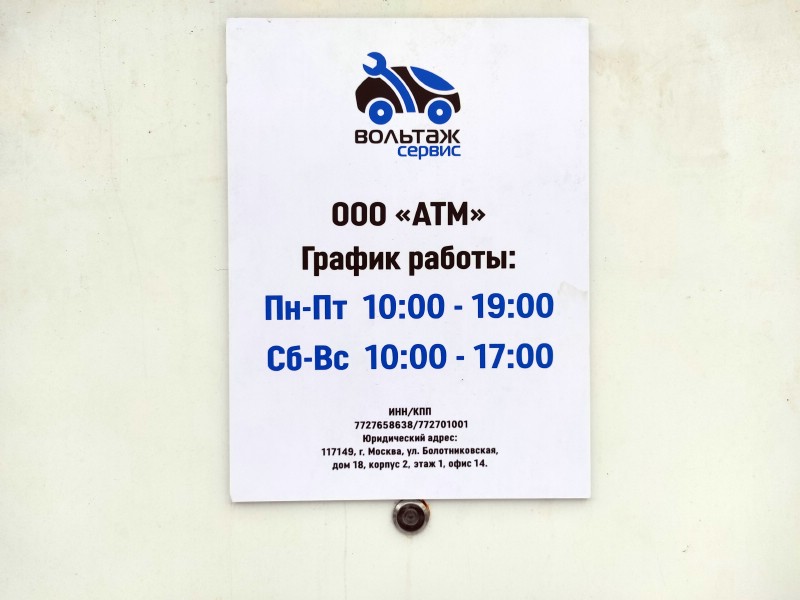 ВОЛЬТАЖ
сервис
ООО «АТМ»
График работы:
Пн-Пт 10:00 - 19:00
Сб-Вс 10:00 - 17:00
ИНН/КПП
7727658638/772701001
Юридический адрес:
117149, г. Москва, ул. Болотниковская,
дом 18, корпус 2, этаж 1, офис 14.